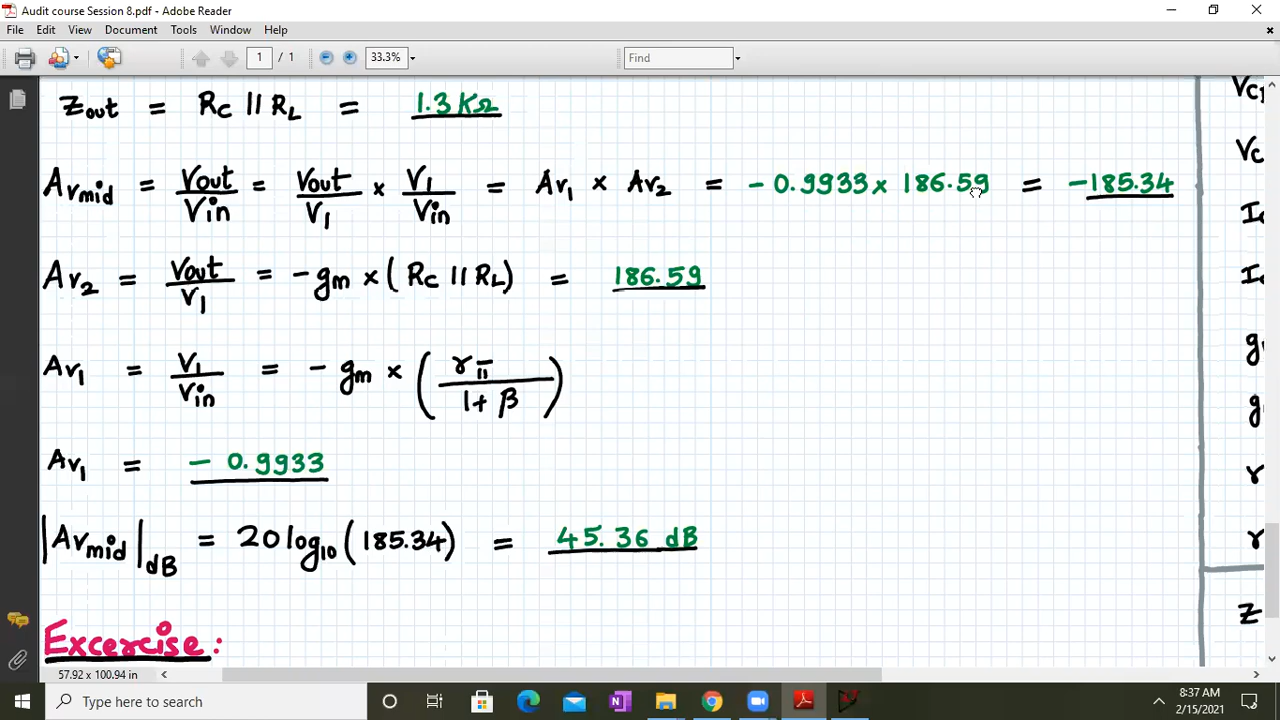 Audit course Session 8.pdf - Adobe Reader
File Edit View Document Tools Window Help
1 / 1 33.3% Find
Zout = RC || RL = 1.3 KΩ
Avmid = Vout/Vin = Vout/V1 × V1/Vin = Av1 × Av2 = - 0.9933 × 186.59 = -185.34
Av2 = Vout/V1 = - gm × ( RC || RL ) = 186.59
Av1 = V1/Vin = - gm × ( rπ / 1 + β )
Av1 = - 0.9933
|Avmid|dB = 20 log10 (185.34) = 45.36 dB
Excercise:
VC1
VC
g
g
r
r
Z
57.92 x 100.94 in
Type here to search
8:37 AM
2/15/2021